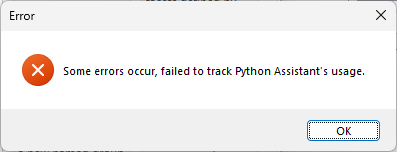 Error
Some errors occur, failed to track Python Assistant's usage.
OK